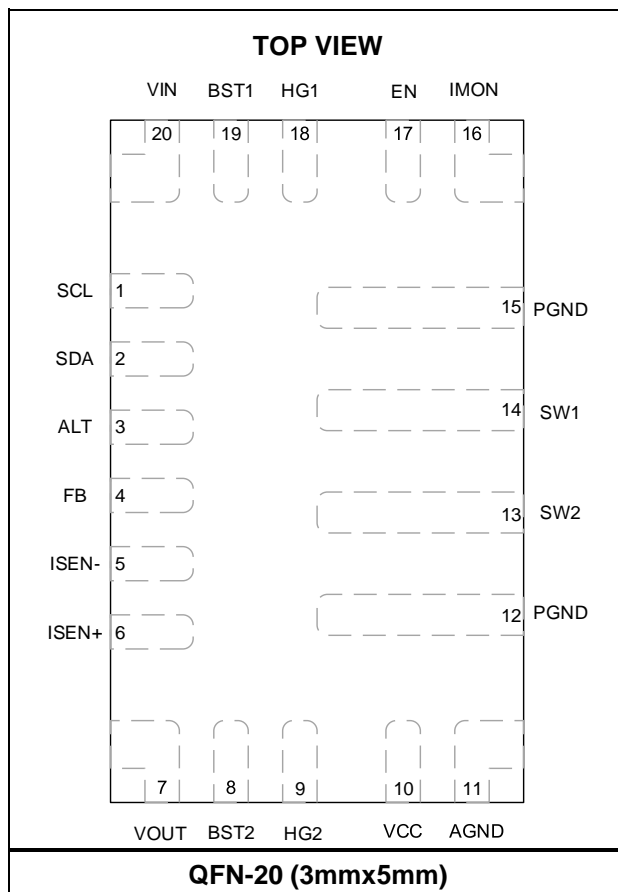 TOP VIEW
VIN BST1 HG1 EN IMON
20 19 18 17 16
SCL 1
15 PGND
SDA 2
14 SW1
ALT 3
FB 4
13 SW2
ISEN- 5
12 PGND
ISEN+ 6
7 8 9 10 11
VOUT BST2 HG2 VCC AGND
QFN-20 (3mmx5mm)